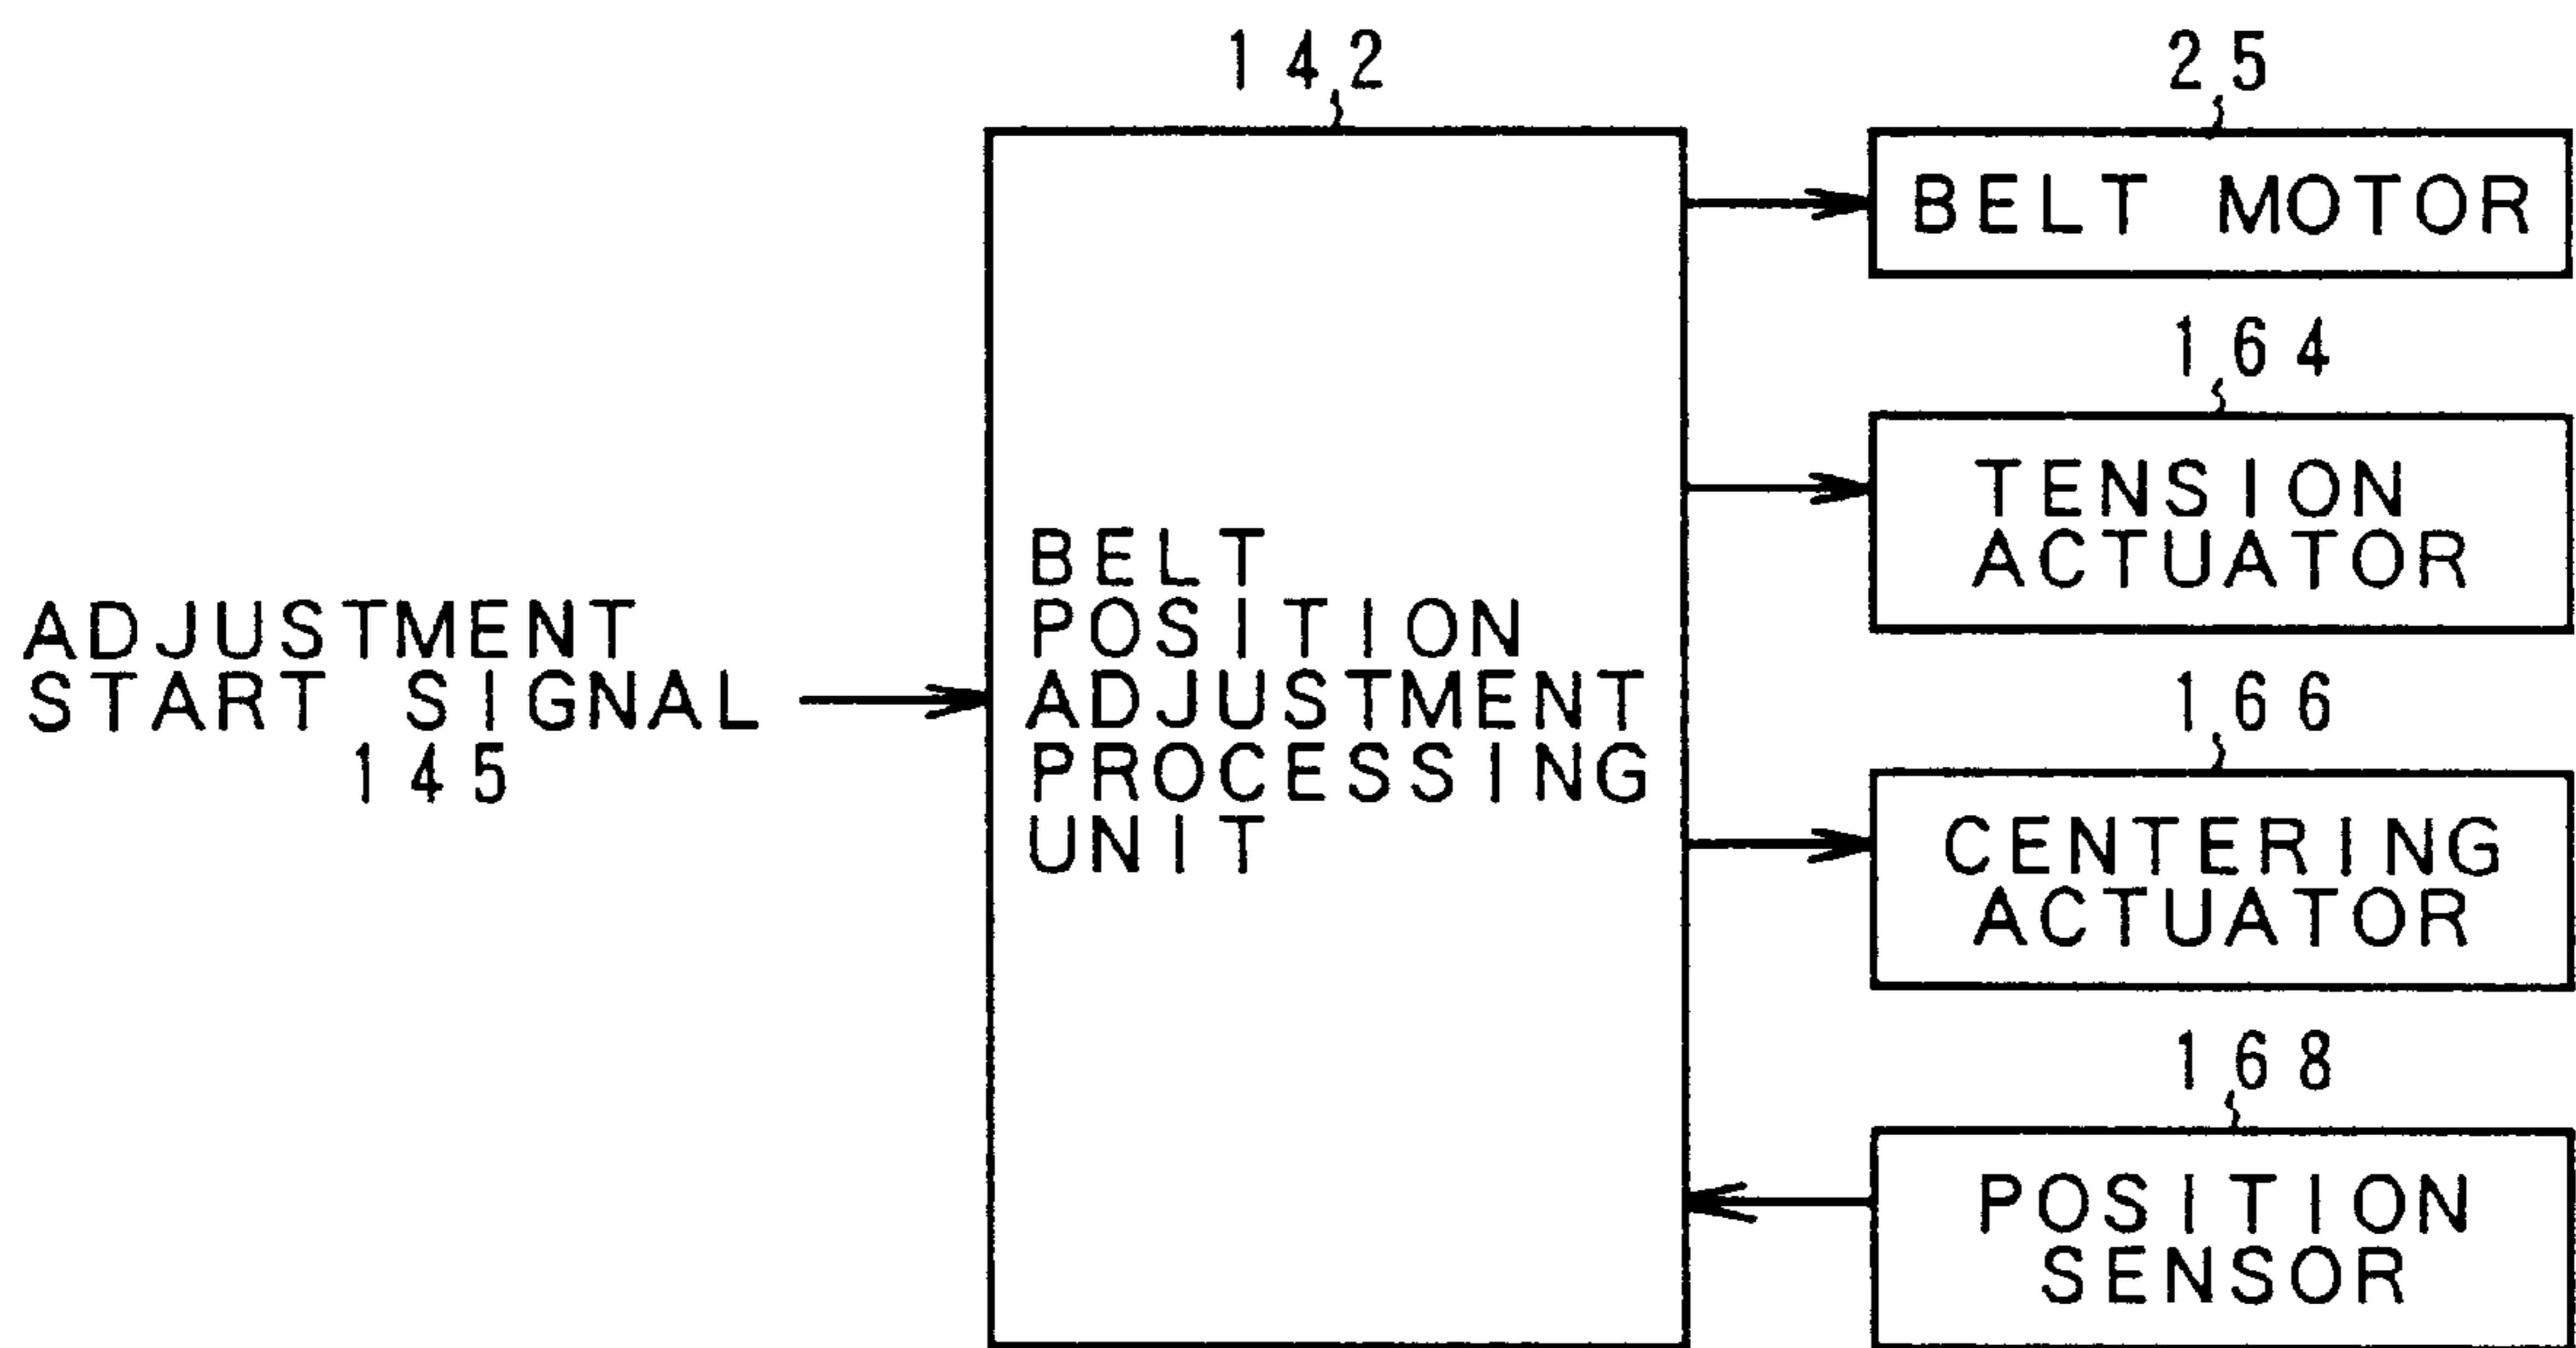 142
25
BELT MOTOR
164
TENSION
ACTUATOR
BELT
POSITION
ADJUSTMENT
PROCESSING
UNIT
ADJUSTMENT
START SIGNAL
145
166
CENTERING
ACTUATOR
168
POSITION
SENSOR